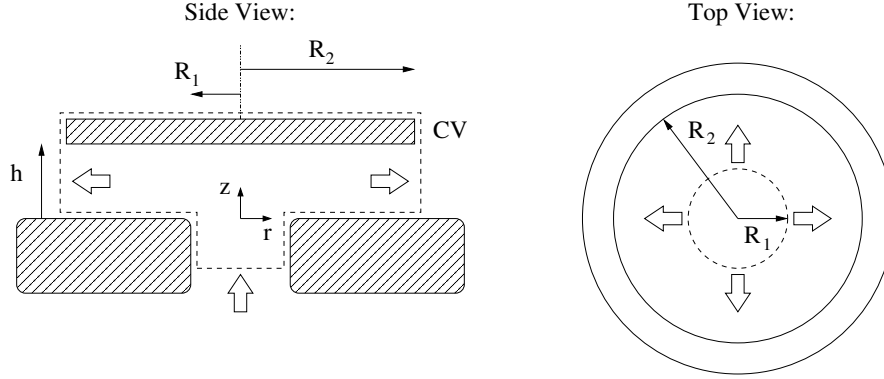 Side View:
Top View:
R2
R1
CV
h
z
r
R2
R1